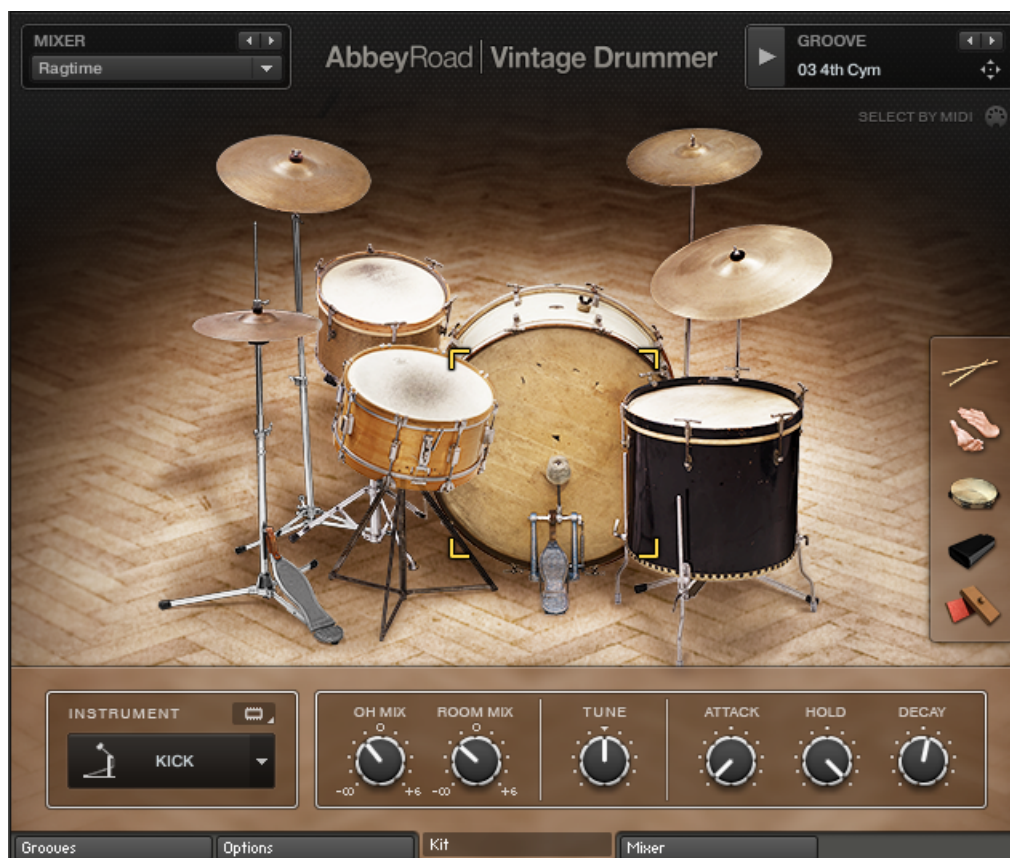 MIXER
Ragtime
AbbeyRoad | Vintage Drummer
GROOVE
03 4th Cym
SELECT BY MIDI
INSTRUMENT
KICK
OH MIX
ROOM MIX
TUNE
ATTACK
HOLD
DECAY
-∞ +6
-∞ +6
Grooves
Options
Kit
Mixer